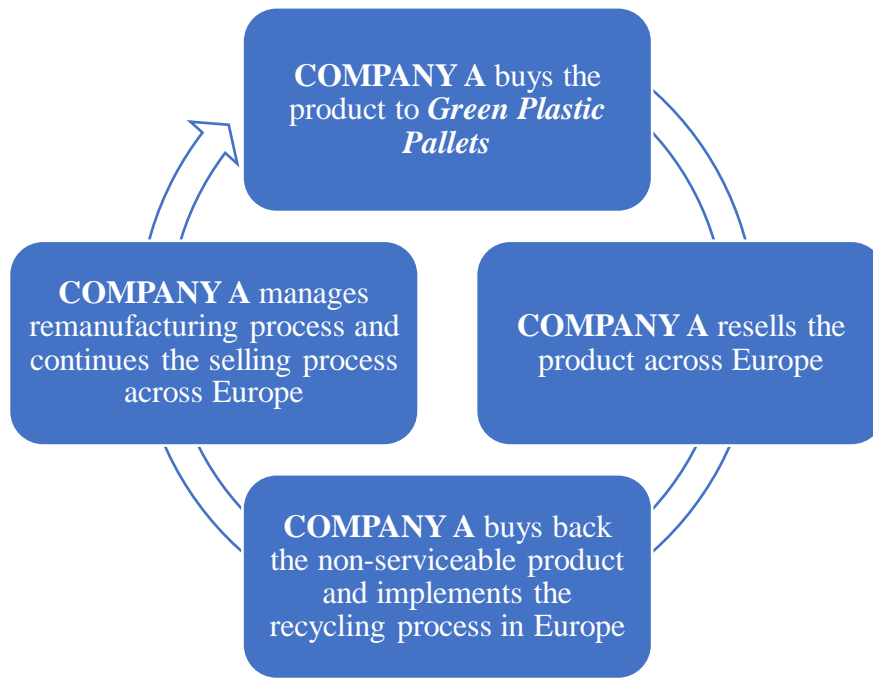 COMPANY A buys the
product to Green Plastic
Pallets
COMPANY A resells the
product across Europe
COMPANY A buys back
the non-serviceable product
and implements the
recycling process in Europe
COMPANY A manages
remanufacturing process and
continues the selling process
across Europe